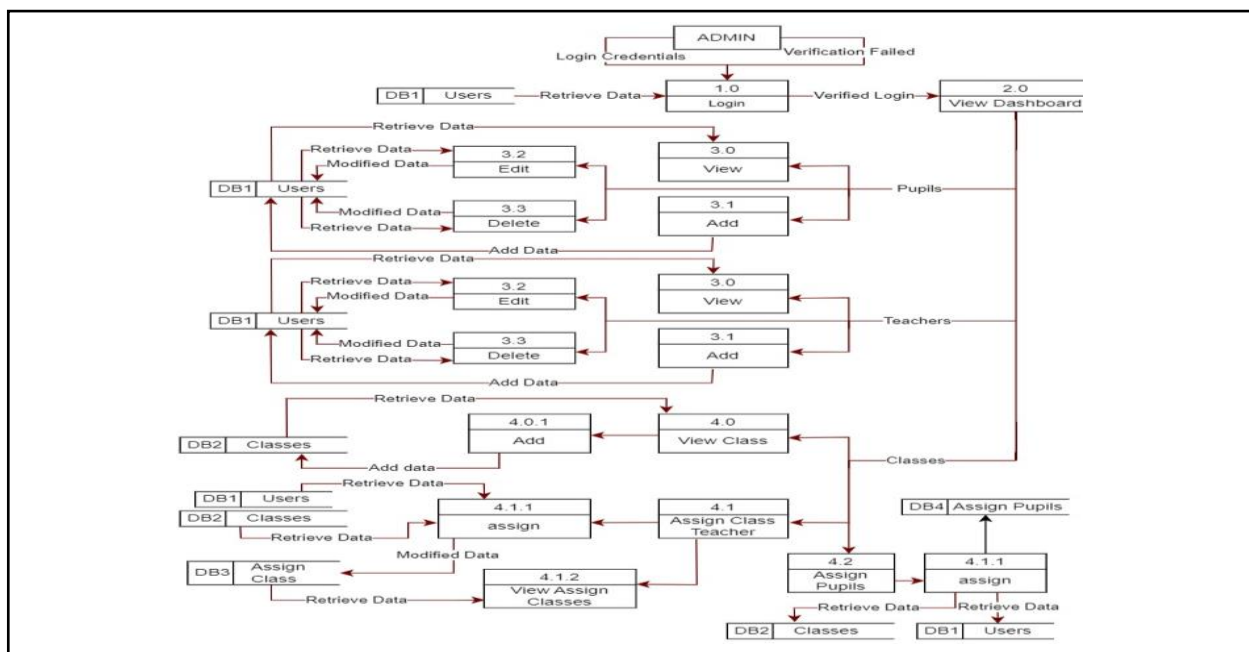 ADMIN
Login Credentials
Verification Failed
DB1 Users
Retrieve Data
1.0
Login
Verified Login
2.0
View Dashboard
Retrieve Data
Retrieve Data
Modified Data
3.2
Edit
3.0
View
DB1 Users
Pupils
Modified Data
Retrieve Data
3.3
Delete
3.1
Add
Add Data
Retrieve Data
Retrieve Data
Modified Data
3.2
Edit
3.0
View
DB1 Users
Teachers
Modified Data
Retrieve Data
3.3
Delete
3.1
Add
Add Data
Retrieve Data
4.0.1
Add
4.0
View Class
DB2 Classes
Add data
Classes
Retrieve Data
DB1 Users
DB2 Classes
Retrieve Data
4.1.1
assign
4.1
Assign Class
Teacher
DB4 Assign Pupils
Modified Data
DB3 Assign
Class
Retrieve Data
4.1.2
View Assign
Classes
4.2
Assign
Pupils
4.1.1
assign
Retrieve Data
Retrieve Data
DB2 Classes
DB1 Users